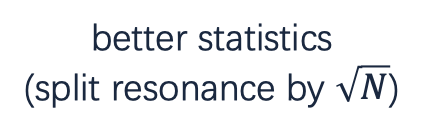 better statistics
(split resonance by √N)